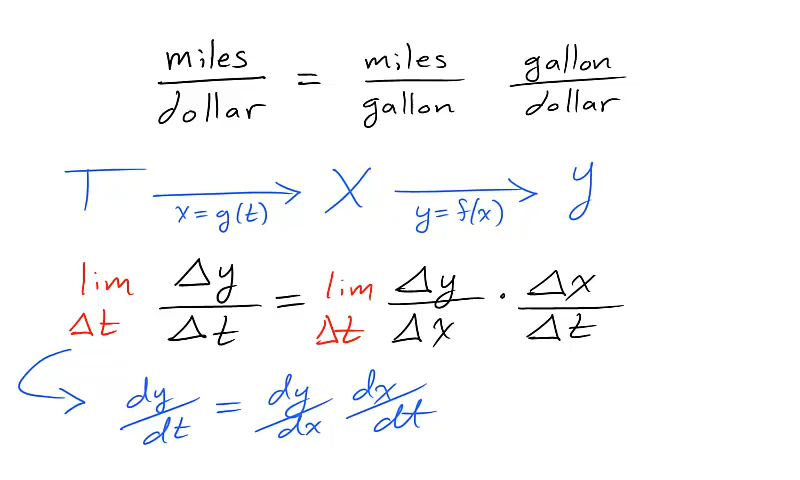 miles/dollar = miles/gallon gallon/dollar
T x=g(t) X y=f(x) y
lim Δt Δy/Δt = lim Δt Δy/Δx · Δx/Δt
dy/dt = dy/dx dx/dt